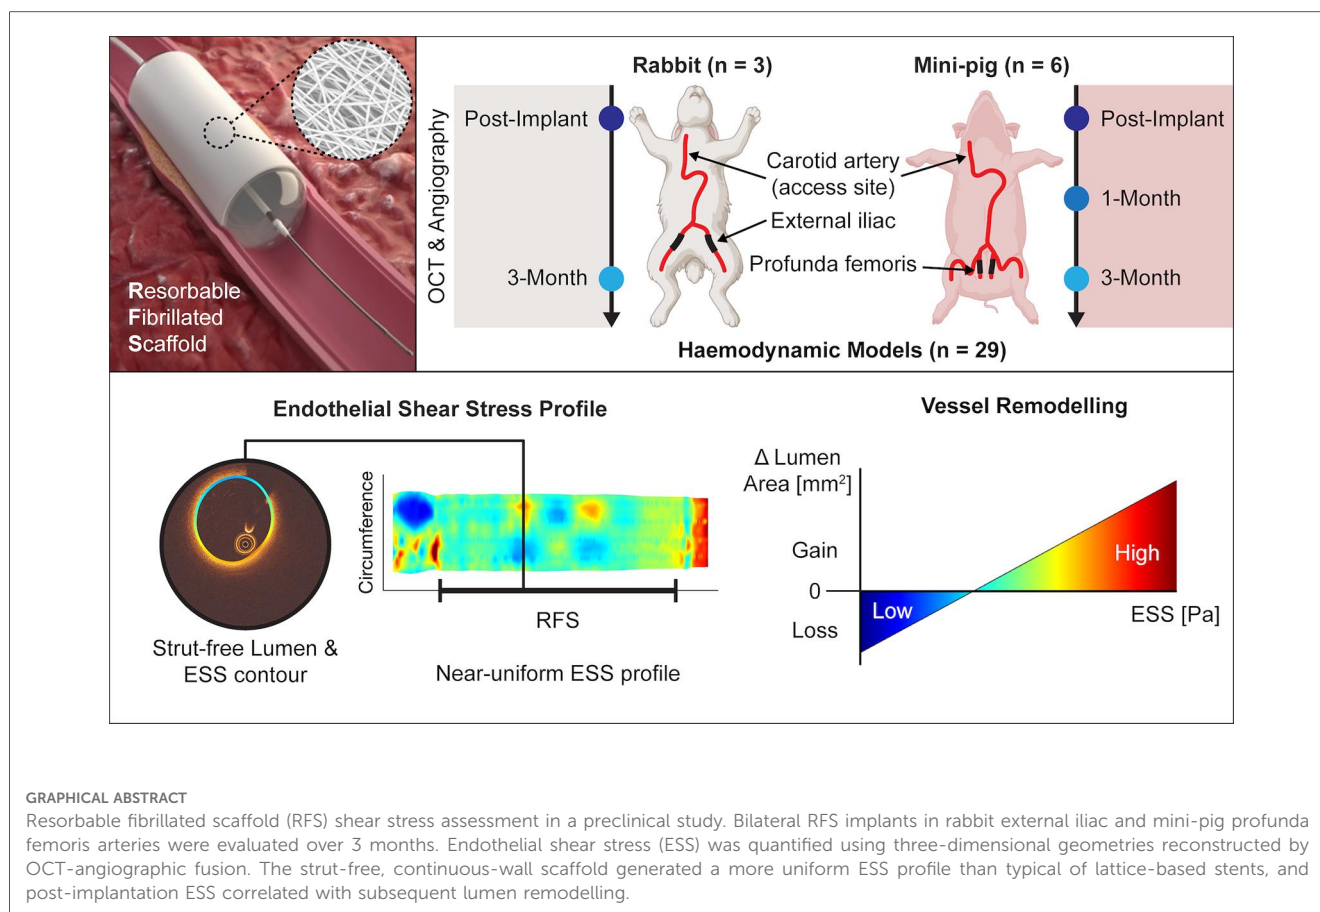 Resorbable
Fibrillated
Scaffold
OCT & Angiography
Rabbit (n = 3)
Post-Implant
3-Month
Carotid artery
(access site)
External iliac
Profunda femoris
Mini-pig (n = 6)
Post-Implant
1-Month
3-Month
Haemodynamic Models (n = 29)
Endothelial Shear Stress Profile
Strut-free Lumen &
ESS contour
Circumference
RFS
Near-uniform ESS profile
Vessel Remodelling
Δ Lumen
Area [mm²]
Gain
0
Loss
Low
High
ESS [Pa]
GRAPHICAL ABSTRACT
Resorbable fibrillated scaffold (RFS) shear stress assessment in a preclinical study. Bilateral RFS implants in rabbit external iliac and mini-pig profunda
femoris arteries were evaluated over 3 months. Endothelial shear stress (ESS) was quantified using three-dimensional geometries reconstructed by
OCT-angiographic fusion. The strut-free, continuous-wall scaffold generated a more uniform ESS profile than typical of lattice-based stents, and
post-implantation ESS correlated with subsequent lumen remodelling.